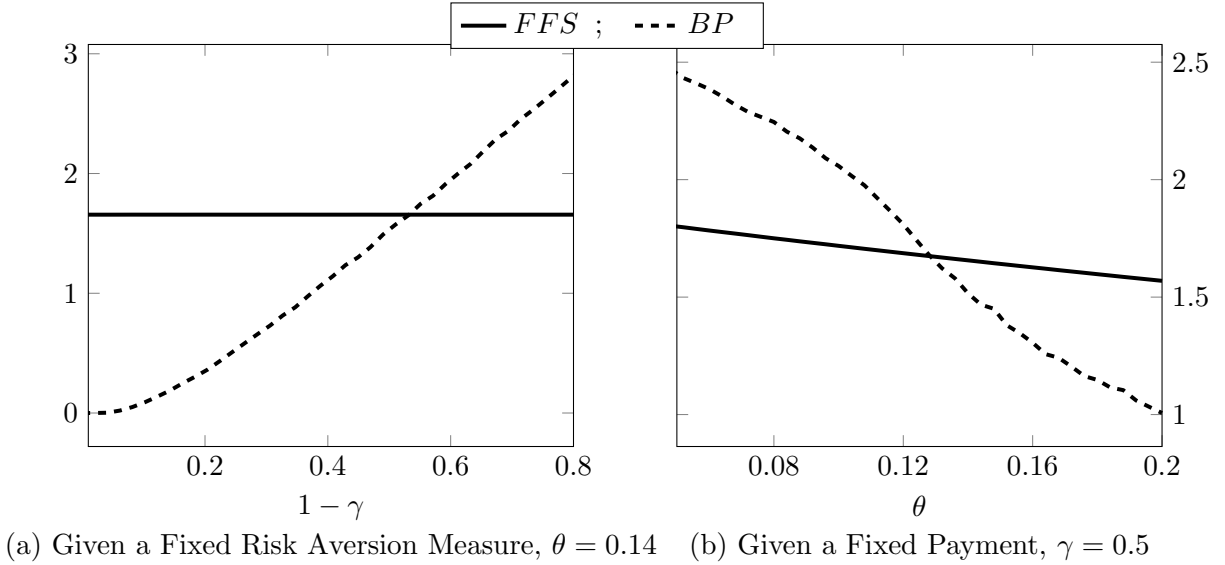 FFS ; BP
3
2
1
0
0.2 0.4 0.6 0.8
1 − γ
2.5
2
1.5
1
0.08 0.12 0.16 0.2
θ
(a) Given a Fixed Risk Aversion Measure, θ = 0.14
(b) Given a Fixed Payment, γ = 0.5